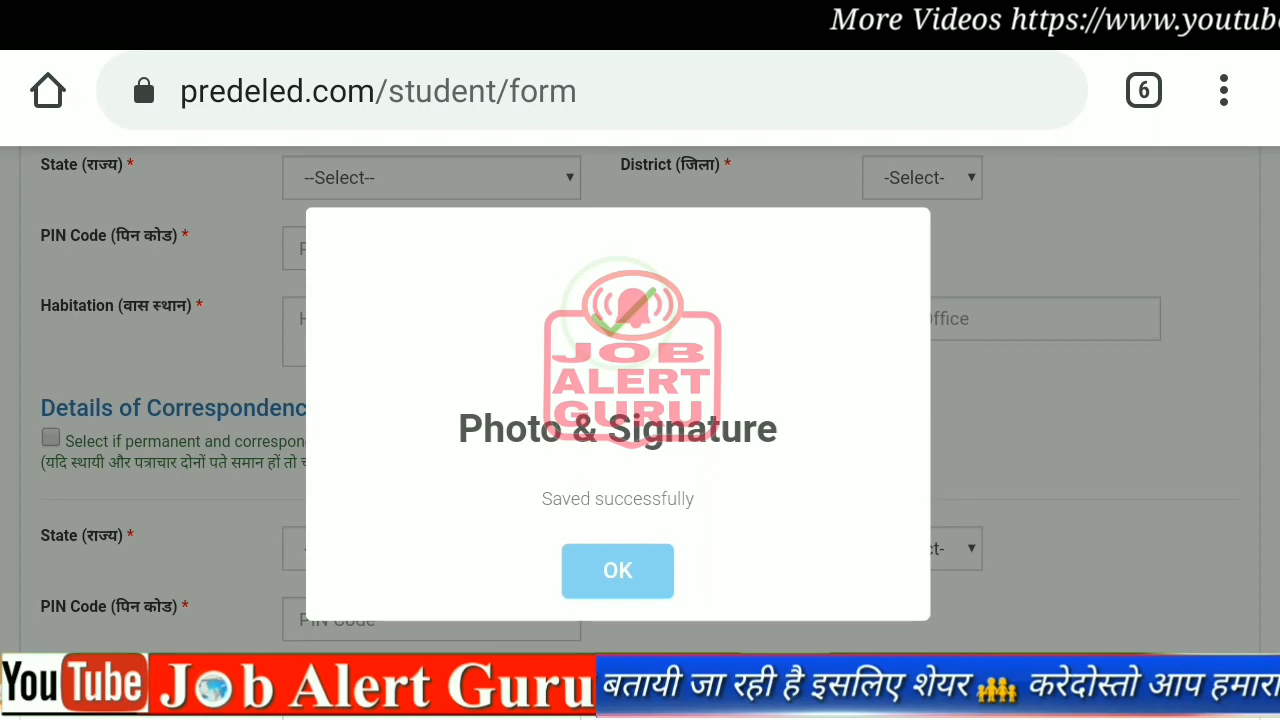 More Videos https://www.youtub
predeled.com/student/form
6
State (राज्य) *
--Select--
District (जिला) *
-Select-
PIN Code (पिन कोड) *
Habitation (वास स्थान) *
ffice
JOB
ALERT
GURU
Details of Correspondenc
Select if permanent and correspon
(यदि स्थायी और पत्राचार दोनों पते समान हों तो
Photo & Signature
Saved successfully
OK
State (राज्य) *
ct-
PIN Code (पिन कोड) *
PIN Code
YouTube Job Alert Guru बतायी जा रही है इसलिए शेयर करेदोस्तो आप हमारा